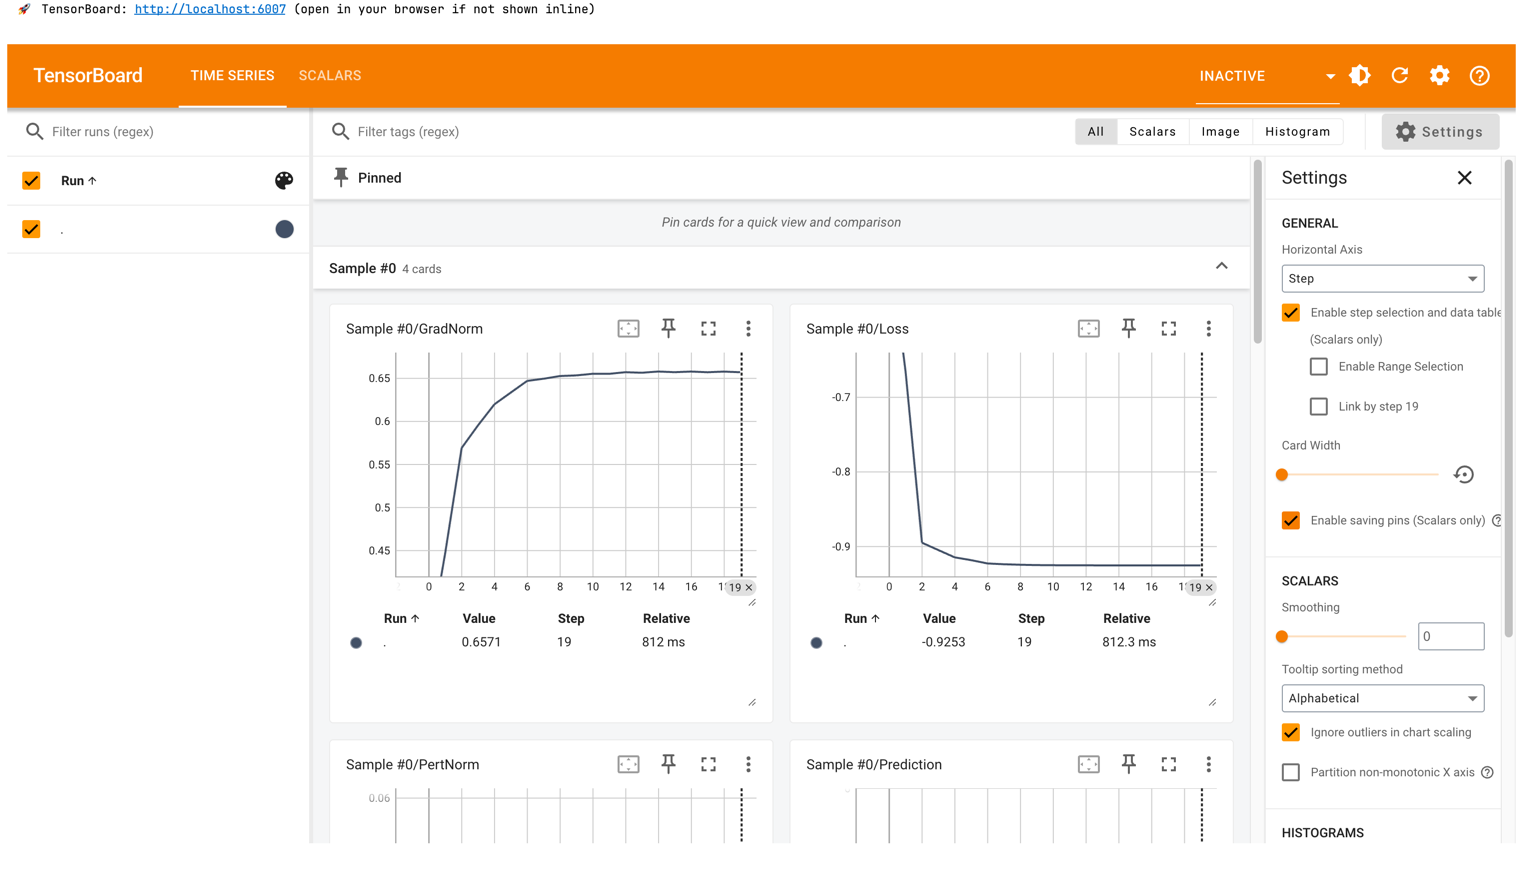 🚀 TensorBoard: http://localhost:6007 (open in your browser if not shown inline)
TensorBoard TIME SERIES SCALARS INACTIVE
Filter runs (regex)
Filter tags (regex)
All Scalars Image Histogram
Settings
Run ↑
.
Pinned
Pin cards for a quick view and comparison
Sample #0 4 cards
Sample #0/GradNorm
0.65
0.6
0.55
0.5
0.45
0 2 4 6 8 10 12 14 16 19 ×
Run ↑ Value Step Relative
. 0.6571 19 812 ms
Sample #0/Loss
-0.7
-0.8
-0.9
0 2 4 6 8 10 12 14 16 19 ×
Run ↑ Value Step Relative
. -0.9253 19 812.3 ms
Sample #0/PertNorm
0.06
Sample #0/Prediction
Settings
GENERAL
Horizontal Axis
Step
Enable step selection and data table
(Scalars only)
Enable Range Selection
Link by step 19
Card Width
Enable saving pins (Scalars only)
SCALARS
Smoothing
0
Tooltip sorting method
Alphabetical
Ignore outliers in chart scaling
Partition non-monotonic X axis
HISTOGRAMS